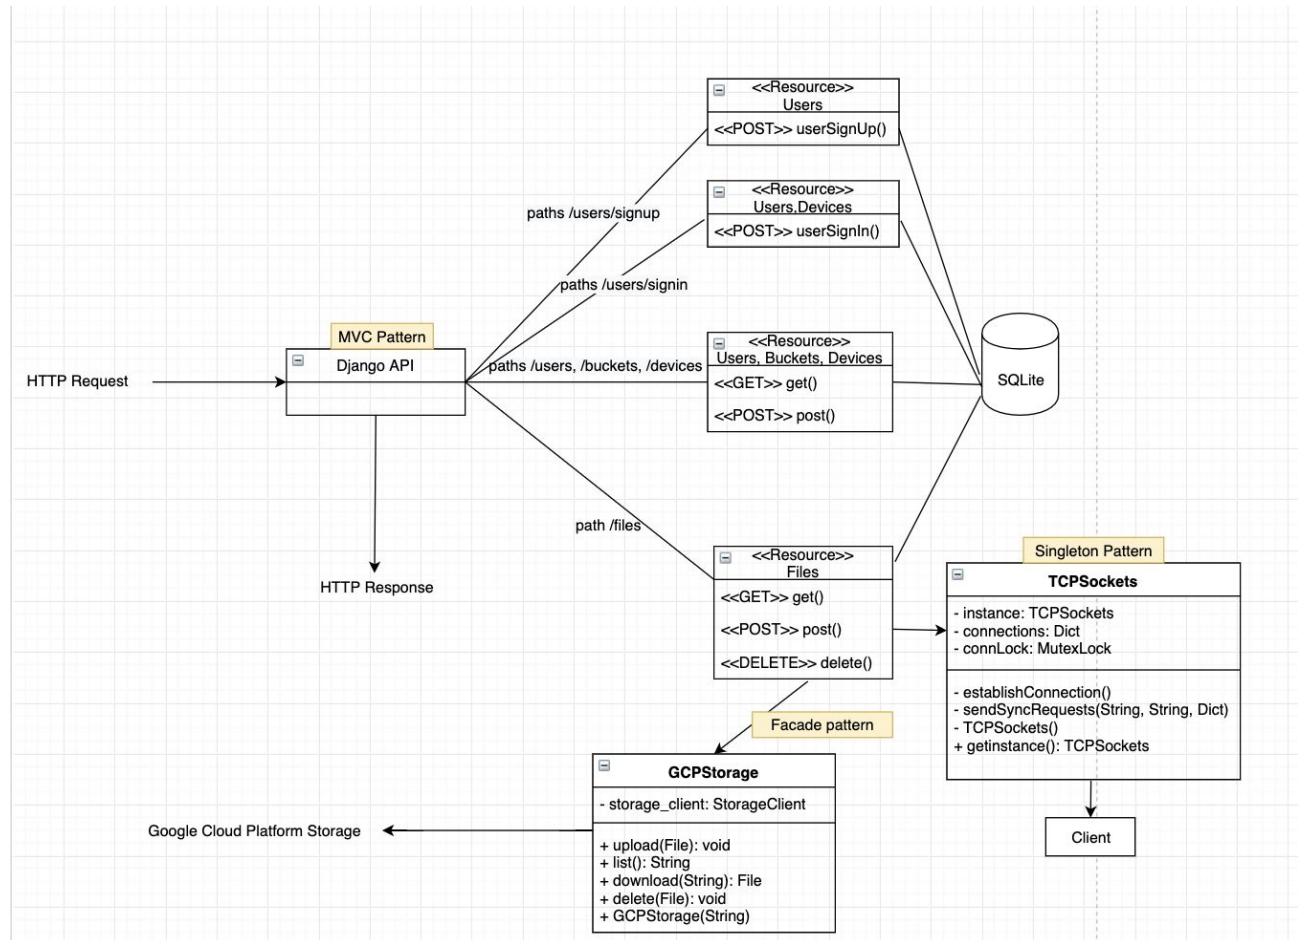 <<Resource>>
Users
<<POST>> userSignUp()
<<Resource>>
Users,Devices
<<POST>> userSignIn()
paths /users/signup
paths /users/signin
MVC Pattern
Django API
HTTP Request
paths /users, /buckets, /devices
<<Resource>>
Users, Buckets, Devices
<<GET>> get()
<<POST>> post()
SQLite
path /files
HTTP Response
<<Resource>>
Files
<<GET>> get()
<<POST>> post()
<<DELETE>> delete()
Singleton Pattern
TCPSockets
- instance: TCPSockets
- connections: Dict
- connLock: MutexLock
- establishConnection()
- sendSyncRequests(String, String, Dict)
- TCPSockets()
+ getinstance(): TCPSockets
Client
Facade pattern
GCPStorage
- storage_client: StorageClient
+ upload(File): void
+ list(): String
+ download(String): File
+ delete(File): void
+ GCPStorage(String)
Google Cloud Platform Storage